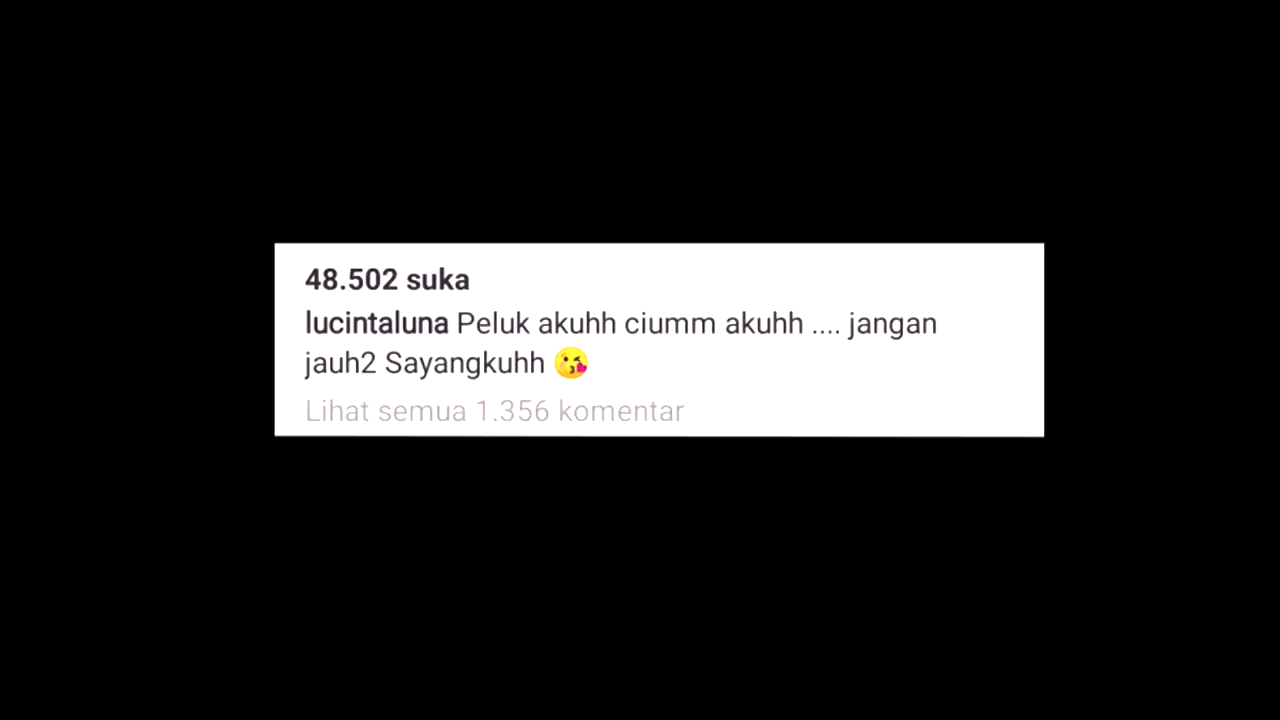 48.502 suka
lucintaluna Peluk akuhh ciumm akuhh .... jangan
jauh2 Sayangkuhh 😘
Lihat semua 1.356 komentar